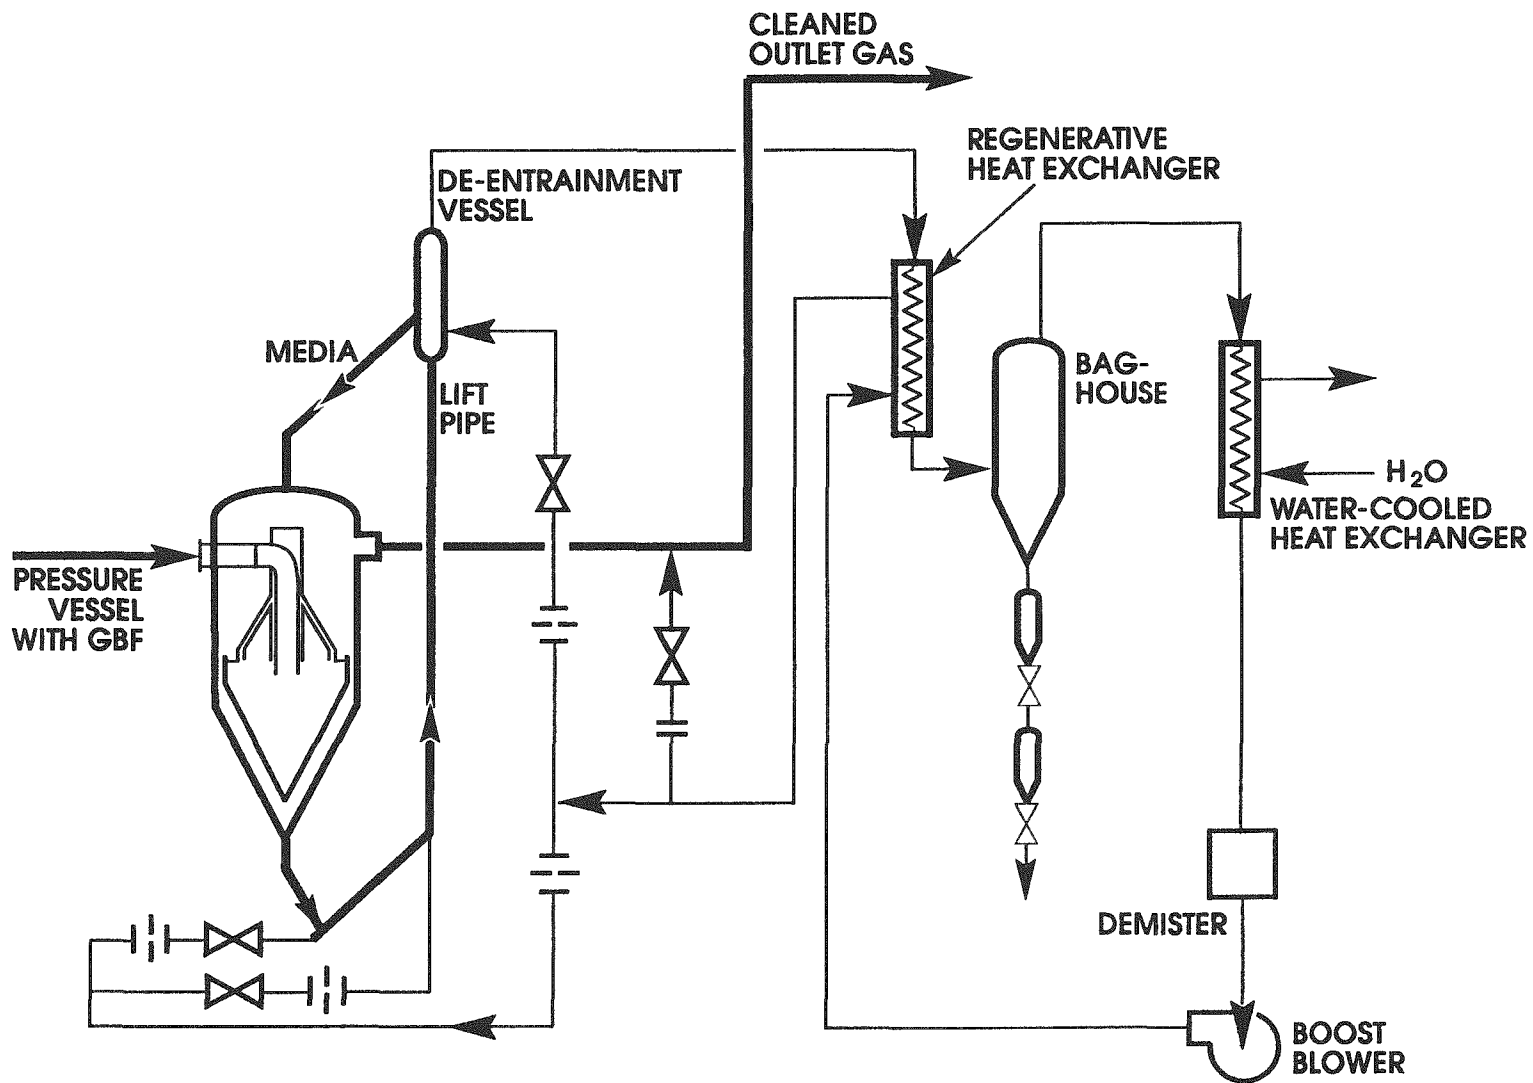 CLEANED
OUTLET GAS
REGENERATIVE
HEAT EXCHANGER
DE-ENTRAINMENT
VESSEL
MEDIA
LIFT
PIPE
BAG-
HOUSE
H₂O
WATER-COOLED
HEAT EXCHANGER
PRESSURE
VESSEL
WITH GBF
DEMISTER
BOOST
BLOWER